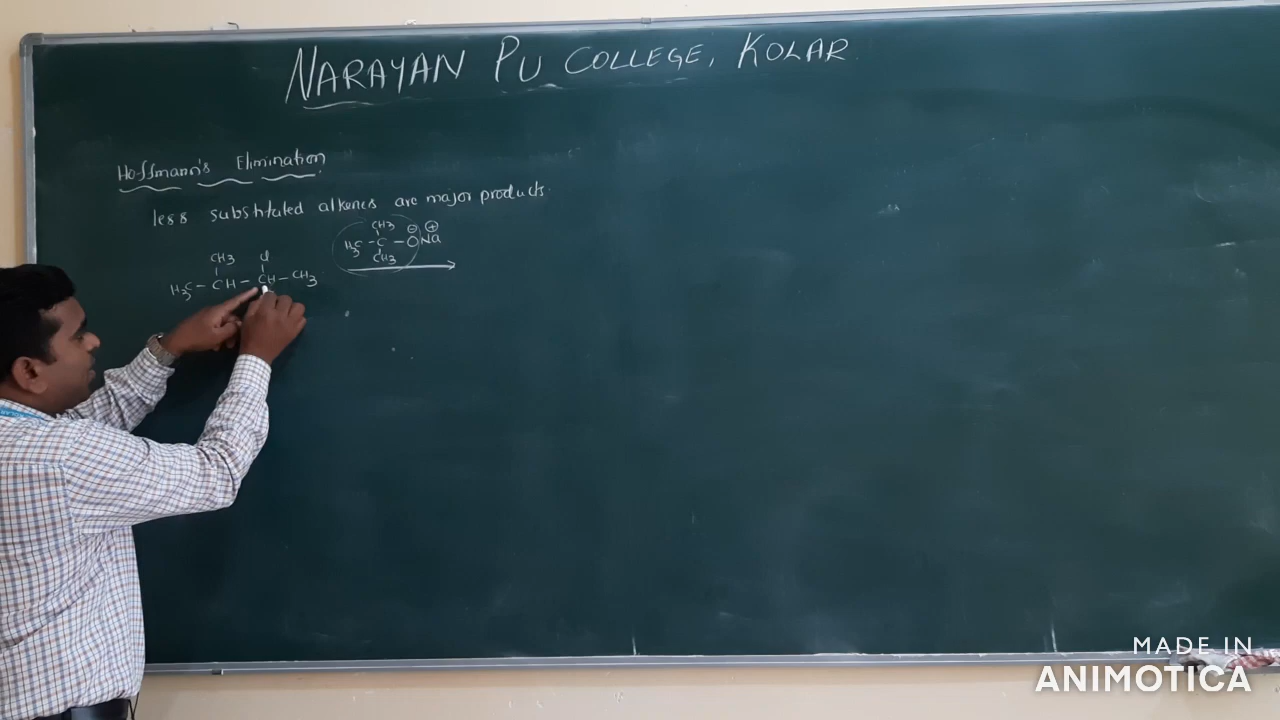 NARAYAN PU COLLEGE, KOLAR
Hoffmann's Elimination
less substituted alkenes are major products.
CH3 ⊖ ⊕
H3C - C - O Na
CH3
CH3 Cl
H3C - CH - CH - CH3
MADE IN
ANIMOTICA